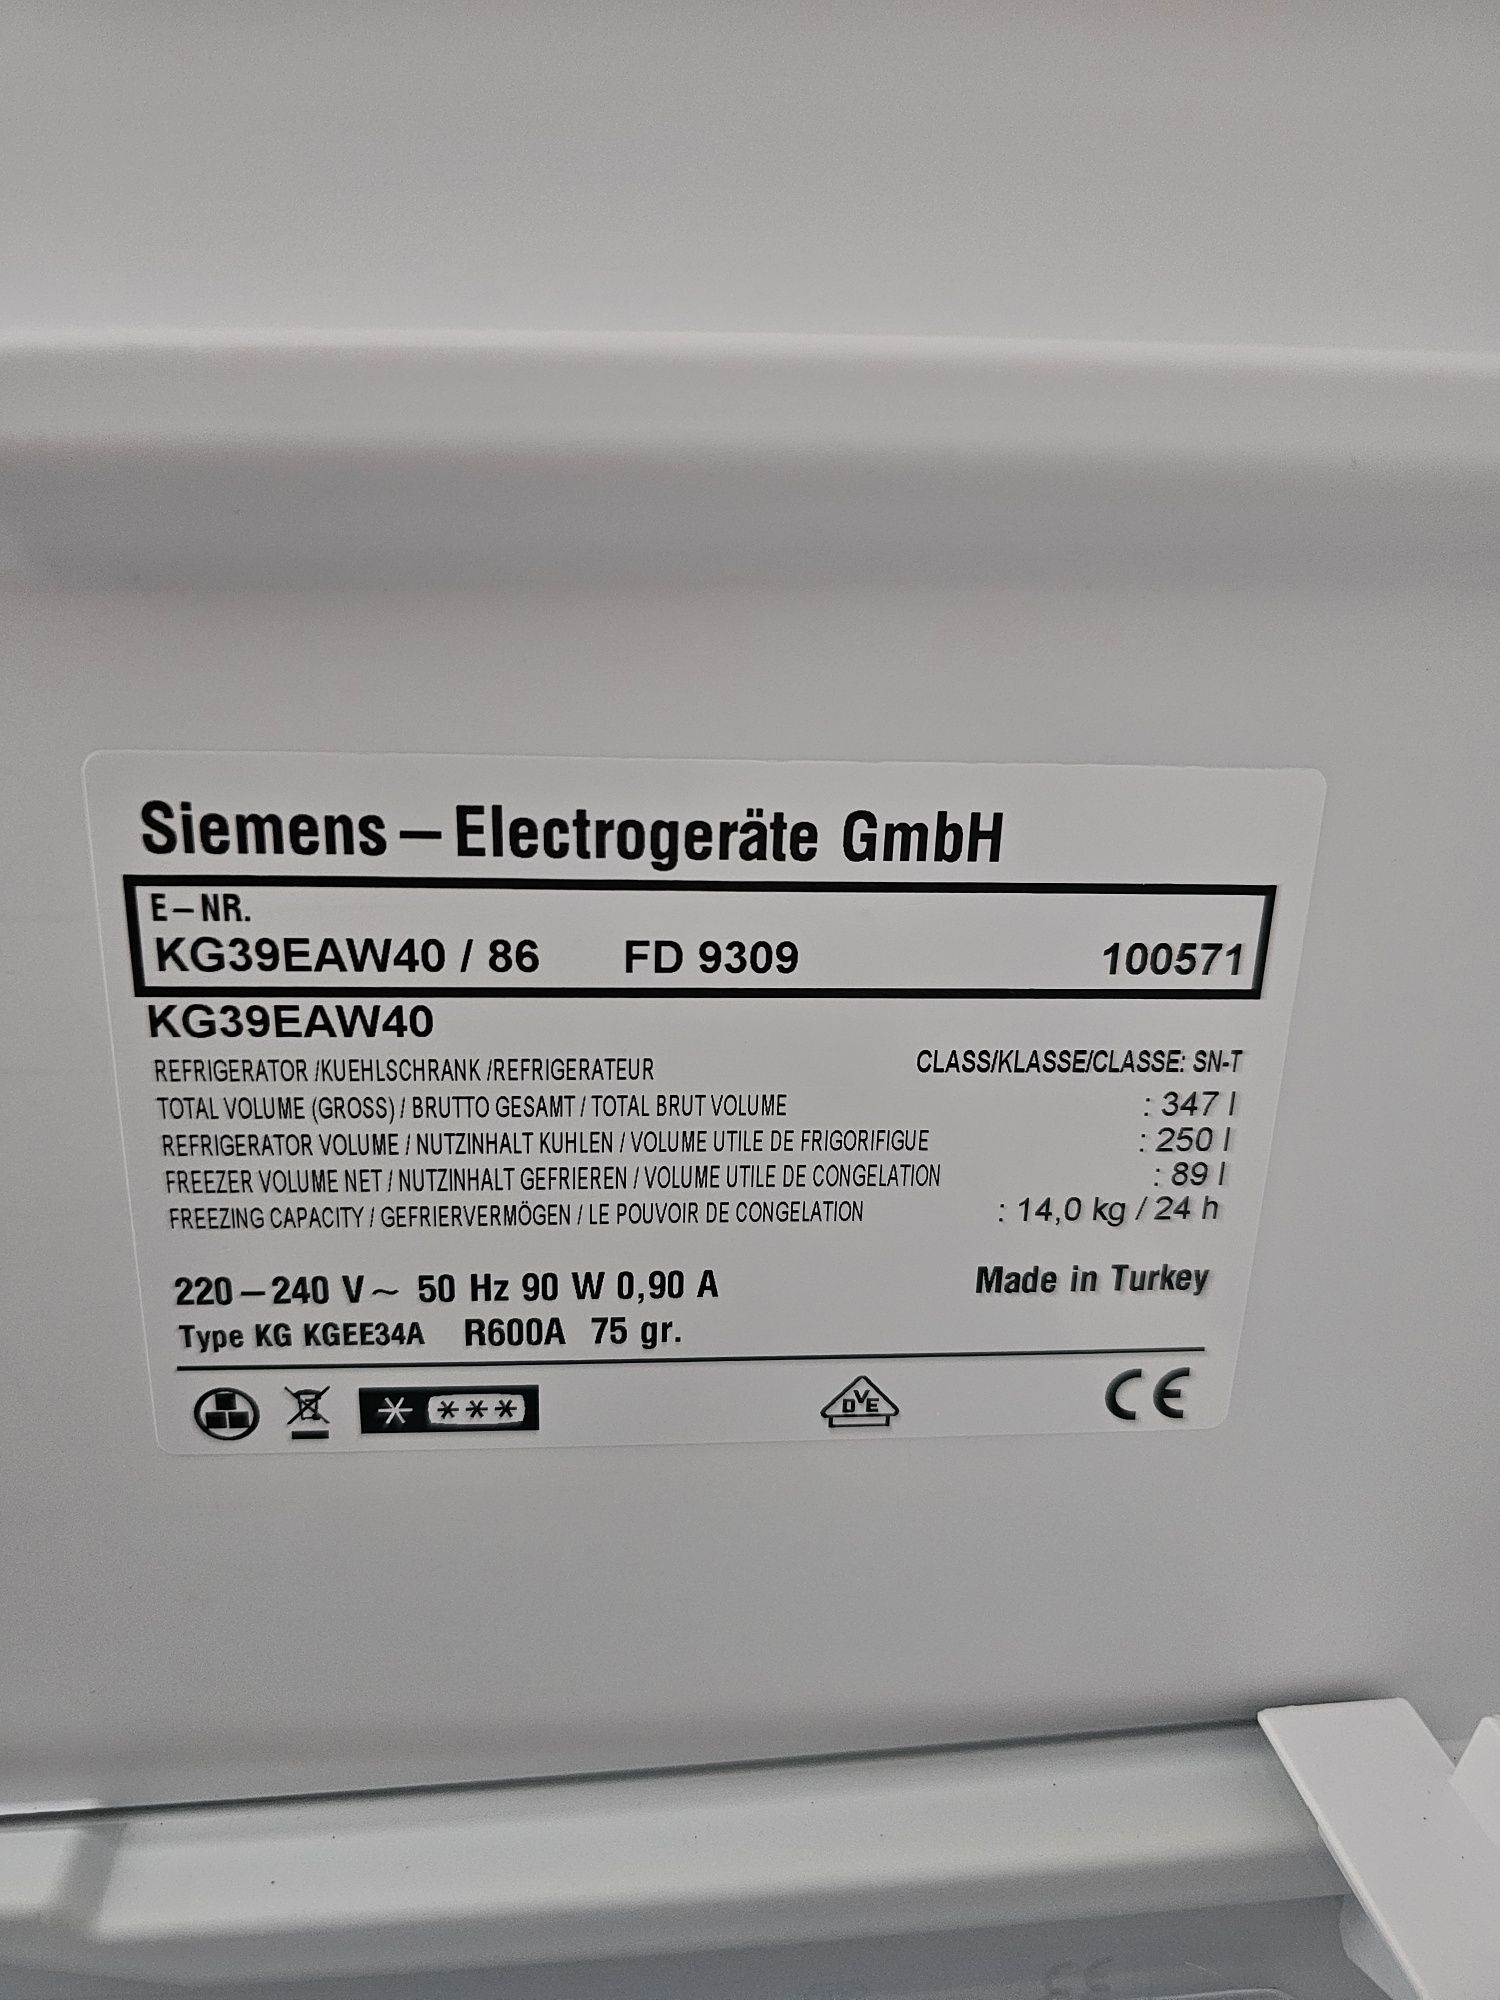 Siemens – Electrogeräte GmbH
E – NR.
KG39EAW40 / 86 FD 9309 100571
KG39EAW40
REFRIGERATOR /KUEHLSCHRANK /REFRIGERATEUR CLASS/KLASSE/CLASSE: SN-T
TOTAL VOLUME (GROSS) / BRUTTO GESAMT / TOTAL BRUT VOLUME : 347 l
REFRIGERATOR VOLUME / NUTZINHALT KUHLEN / VOLUME UTILE DE FRIGORIFIGUE : 250 l
FREEZER VOLUME NET / NUTZINHALT GEFRIEREN / VOLUME UTILE DE CONGELATION : 89 l
FREEZING CAPACITY / GEFRIERVERMÖGEN / LE POUVOIR DE CONGELATION : 14,0 kg / 24 h
220 – 240 V ~ 50 Hz 90 W 0,90 A Made in Turkey
Type KG KGEE34A R600A 75 gr.
DVE CE